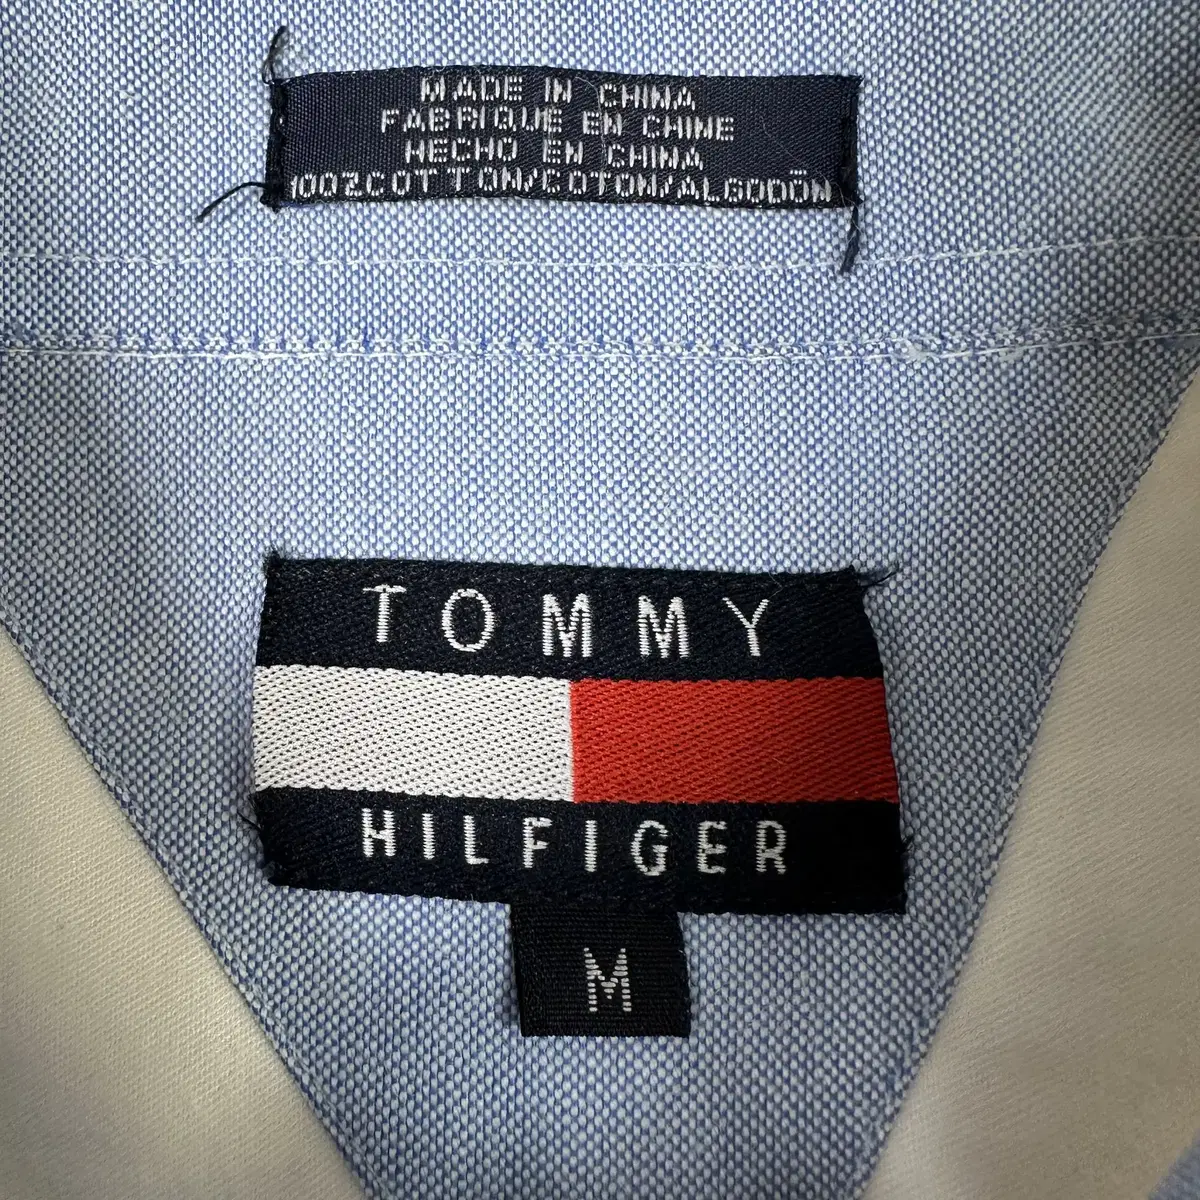 MADE IN CHINA
FABRIQUE EN CHINE
HECHO EN CHINA
100%COTTON/COTON/ALGODÓN
TOMMY
HILFIGER
M